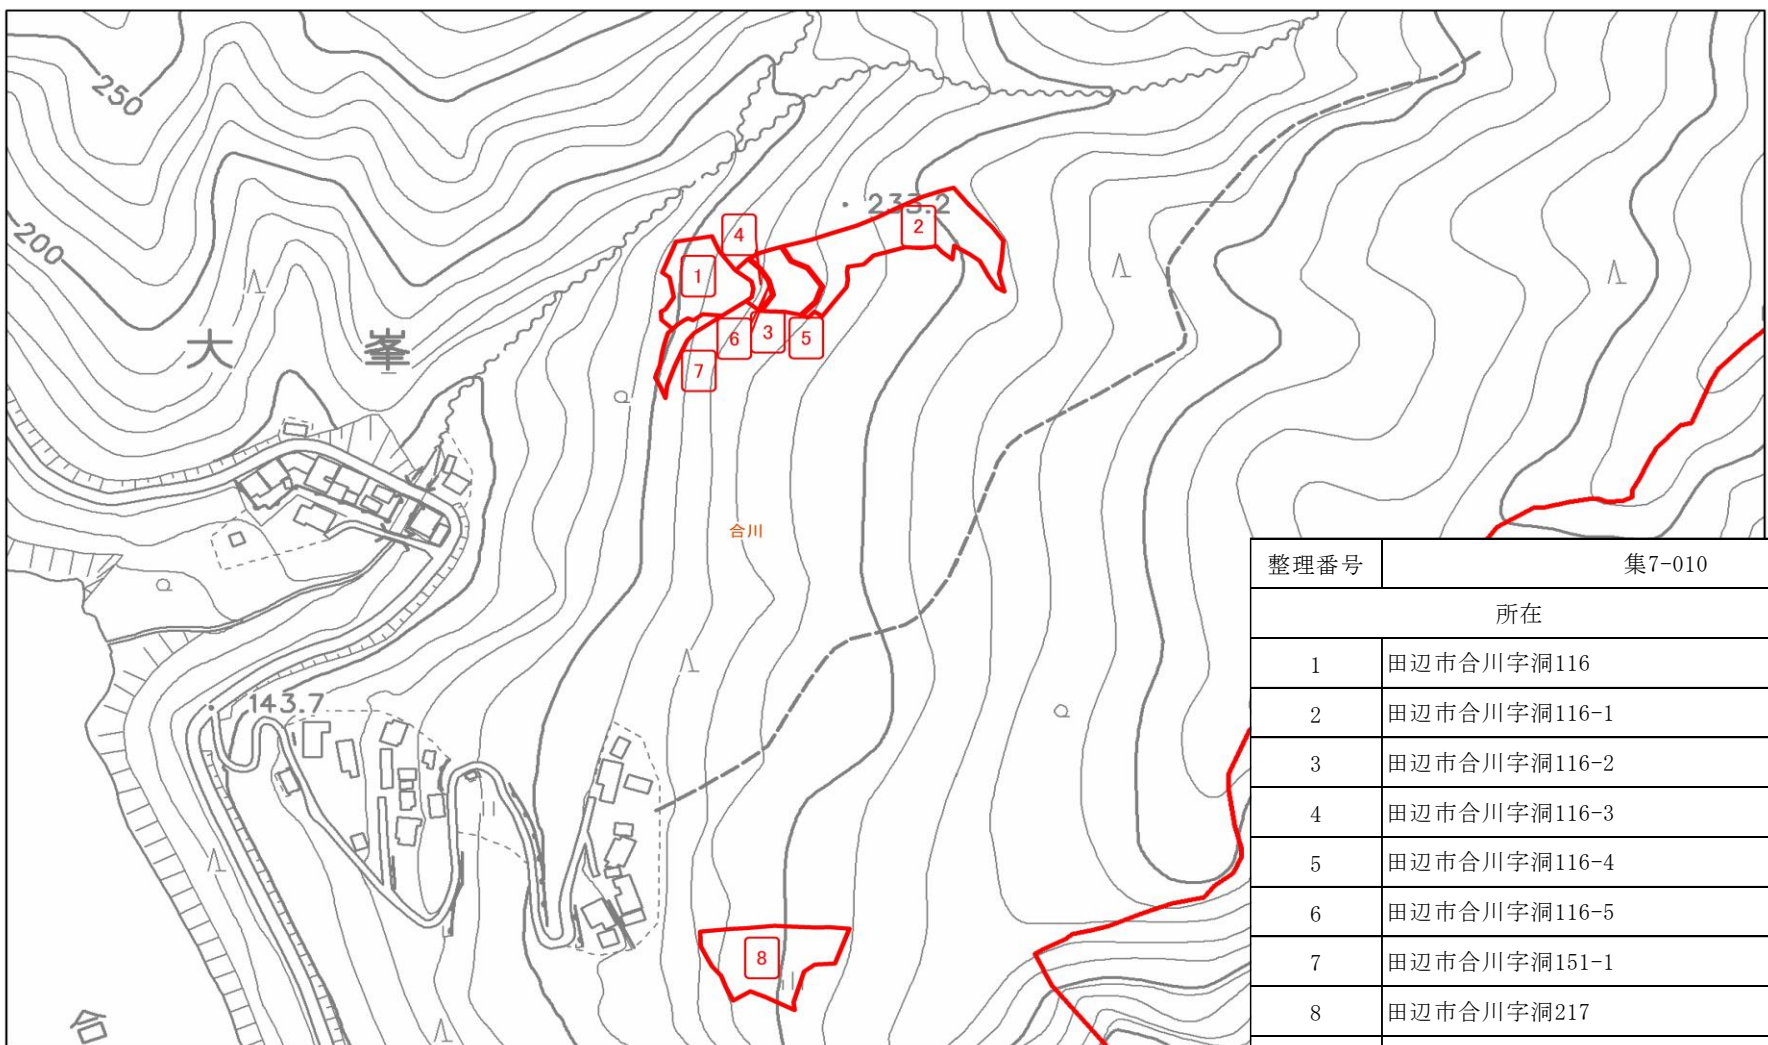 250
200
233.2
4
2
1
3
6
5
7
大峯
合川
143.7
8
合
整理番号 集7-010
所在
1 田辺市合川字洞116
2 田辺市合川字洞116-1
3 田辺市合川字洞116-2
4 田辺市合川字洞116-3
5 田辺市合川字洞116-4
6 田辺市合川字洞116-5
7 田辺市合川字洞151-1
8 田辺市合川字洞217